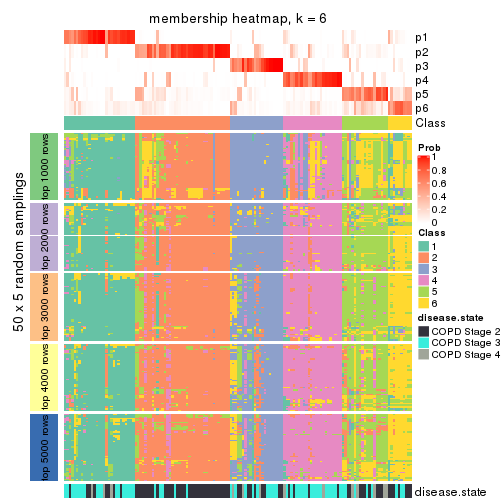 membership heatmap, k = 6
p1
p2
p3
p4
p5
p6
Class
50 x 5 random samplings
top 1000 rows
top 2000 rows
top 3000 rows
top 4000 rows
top 5000 rows
Prob
1
0.8
0.6
0.4
0.2
0
Class
1
2
3
4
5
6
disease.state
COPD Stage 2
COPD Stage 3
COPD Stage 4
disease.state